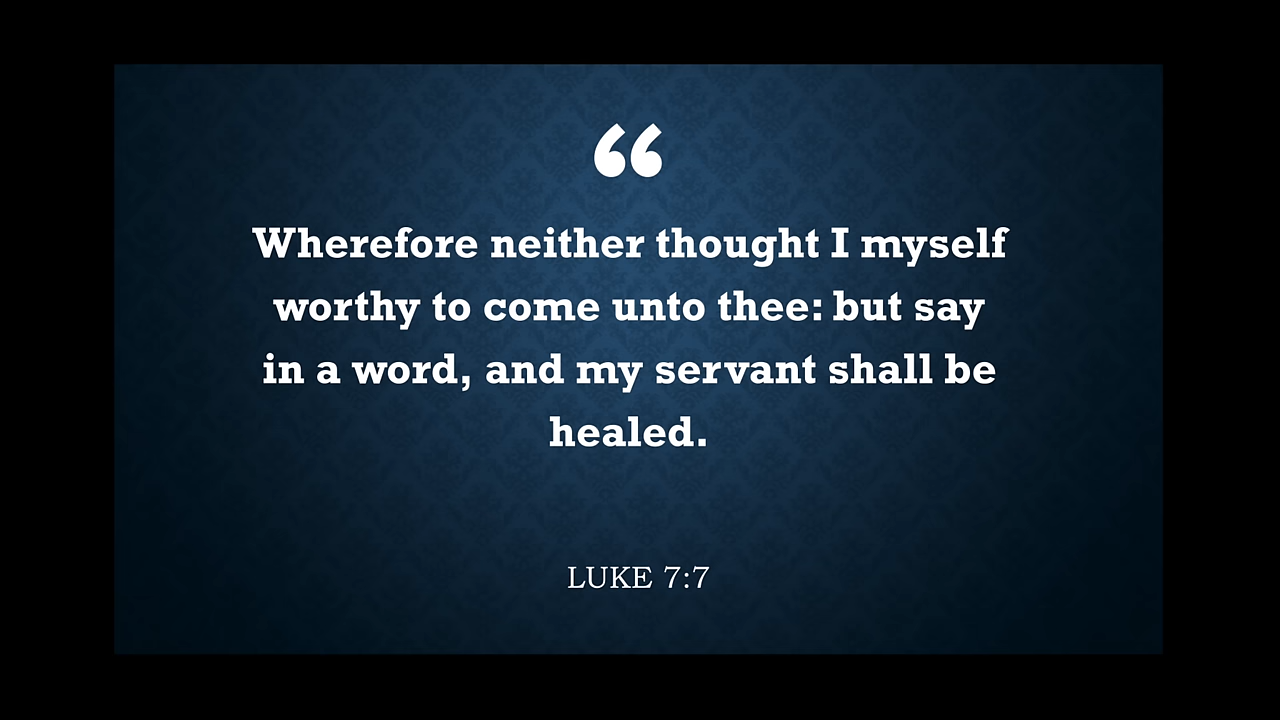 “
Wherefore neither thought I myself
worthy to come unto thee: but say
in a word, and my servant shall be
healed.
LUKE 7:7